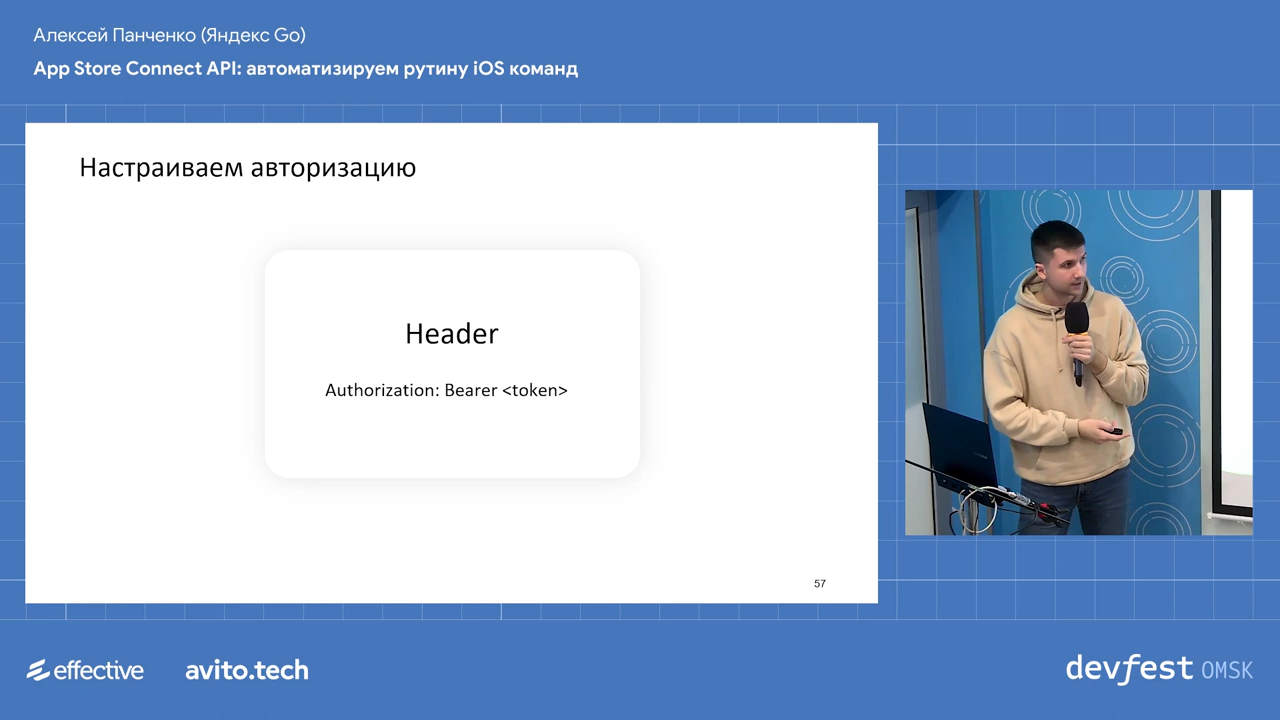 Алексей Панченко (Яндекс Go)
App Store Connect API: автоматизируем рутину iOS команд
Настраиваем авторизацию
Header
Authorization: Bearer <token>
57
effective
avito.tech
devfest OMSK